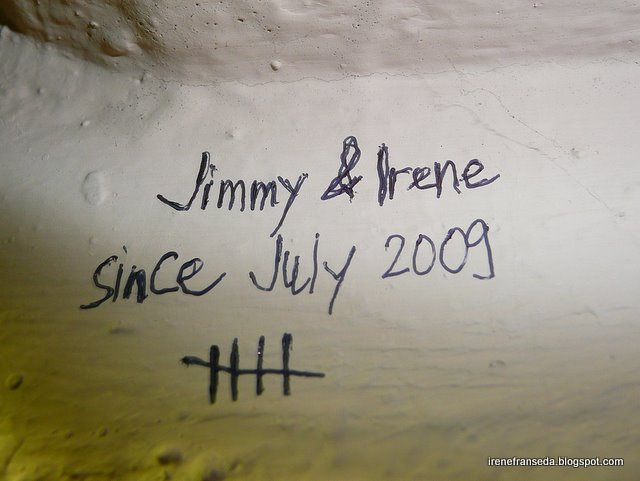 Jimmy & Irene
since July 2009
irenefranseda.blogspot.com